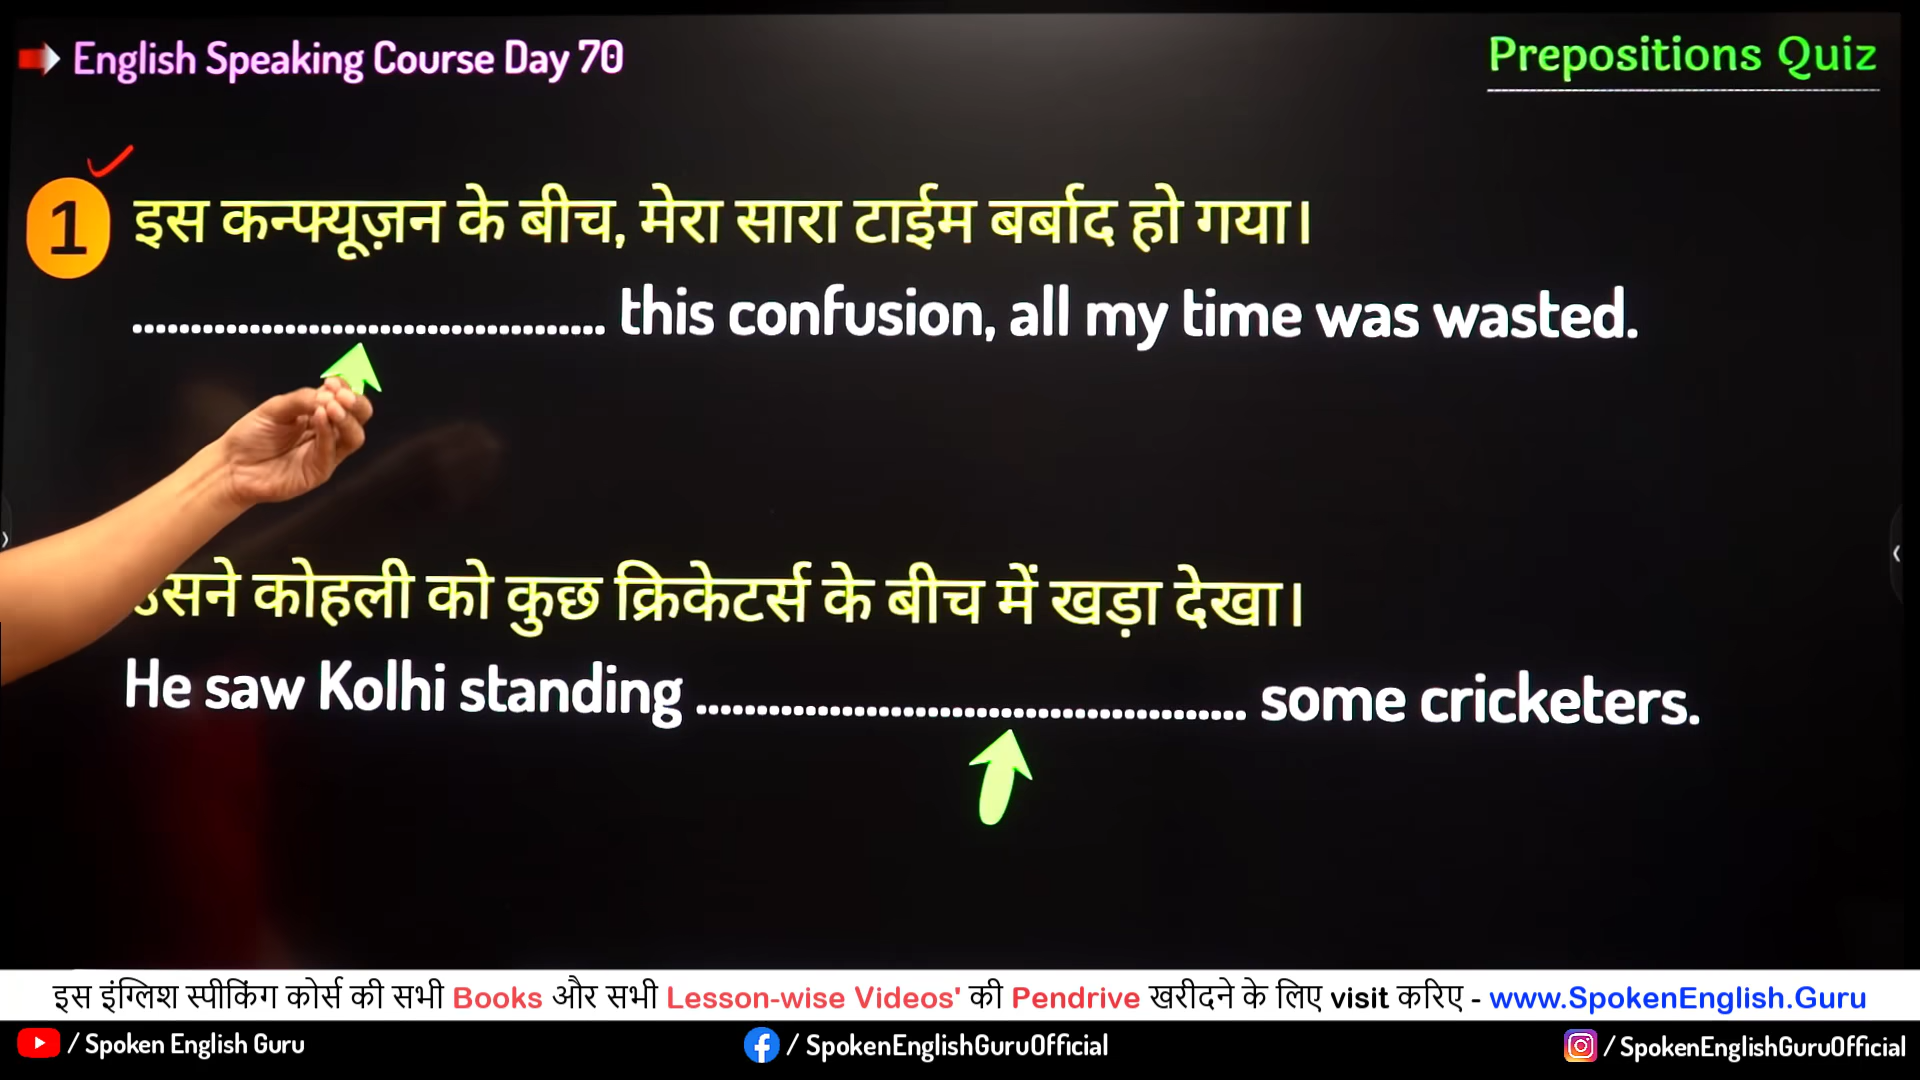 English Speaking Course Day 70
Prepositions Quiz
1 इस कन्फ्यूज़न के बीच, मेरा सारा टाईम बर्बाद हो गया।
................................... this confusion, all my time was wasted.
उसने कोहली को कुछ क्रिकेटर्स के बीच में खड़ा देखा।
He saw Kolhi standing ......................................... some cricketers.
इस इंग्लिश स्पीकिंग कोर्स की सभी Books और सभी Lesson-wise Videos' की Pendrive खरीदने के लिए visit करिए - www.SpokenEnglish.Guru
/ Spoken English Guru
/ SpokenEnglishGuruOfficial
/ SpokenEnglishGuruOfficial